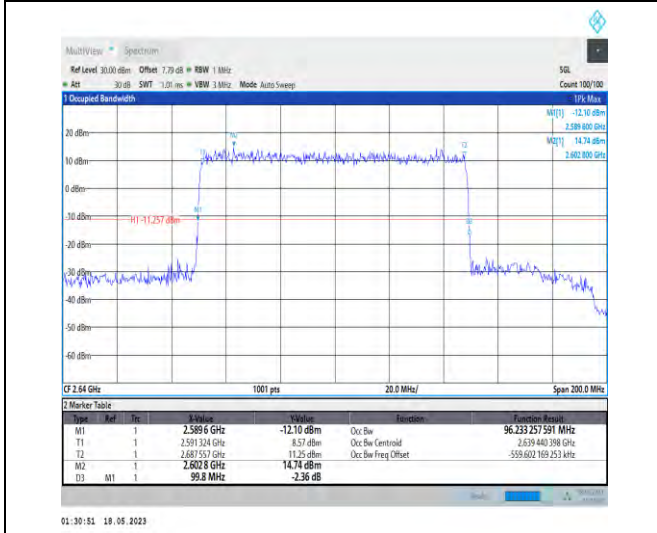 MultiView Spectrum
Ref Level 30.00 dBm Offset 7.79 dB RBW 1 MHz SGL
Att 30 dB SWT 1.01 ms VBW 3 MHz Mode Auto Sweep Count 100/100
1 Occupied Bandwidth 1Pk Max
M1[1] -12.10 dBm
2.589 600 GHz
M2[1] 14.74 dBm
2.602 800 GHz
20 dBm
M2
T2
10 dBm
0 dBm
M1
-10 dBm
H1 -11.257 dBm
-20 dBm
-30 dBm
-40 dBm
-50 dBm
-60 dBm
CF 2.64 GHz 1001 pts 20.0 MHz/ Span 200.0 MHz
2 Marker Table
Type Ref Trc X-Value Y-Value Function Function Result
M1 1 2.589 6 GHz -12.10 dBm Occ Bw 96.233 257 591 MHz
T1 1 2.591 324 GHz 8.57 dBm Occ Bw Centroid 2.639 440 398 GHz
T2 1 2.687 557 GHz 11.25 dBm Occ Bw Freq Offset -559.602 169 253 kHz
M2 1 2.602 8 GHz 14.74 dBm
D3 M1 1 99.8 MHz -2.36 dB
01:30:51 18.05.2023